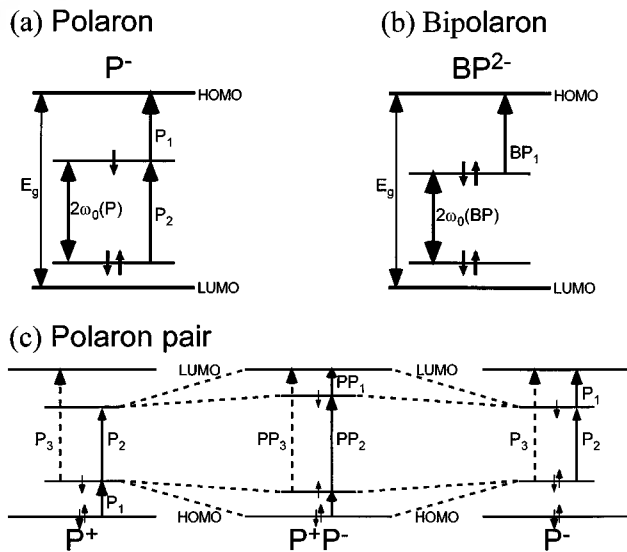 (a) Polaron
(b) Bipolaron
P⁻
BP²⁻
HOMO
HOMO
P₁
BP₁
E_g
2ω₀(P)
P₂
E_g
2ω₀(BP)
LUMO
LUMO
(c) Polaron pair
LUMO
LUMO
PP₁
P₁
P₃
P₂
PP₃
PP₂
P₃
P₂
P₁
HOMO
HOMO
P⁺
P⁺P⁻
P⁻